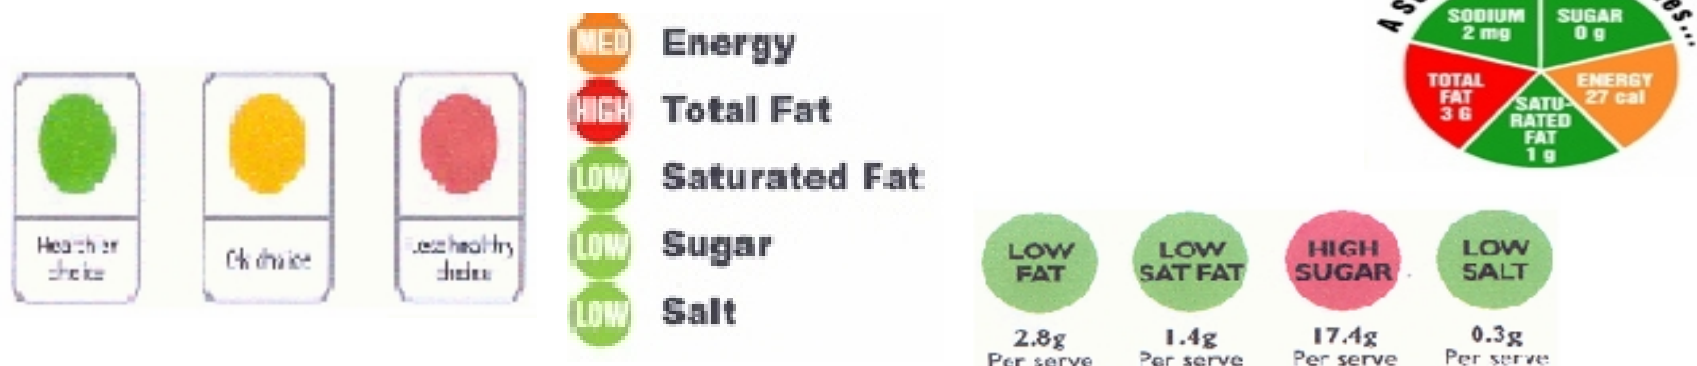 Healthier
choice
Ok choice
Less healthy
choice
MED Energy
HIGH Total Fat
LOW Saturated Fat
LOW Sugar
LOW Salt
SODIUM
2 mg
SUGAR
0 g
TOTAL
FAT
3 G
ENERGY
27 cal
SATU-
RATED
FAT
1 g
LOW
FAT
2.8g
Per serve
LOW
SAT FAT
1.4g
Per serve
HIGH
SUGAR
17.4g
Per serve
LOW
SALT
0.3g
Per serve